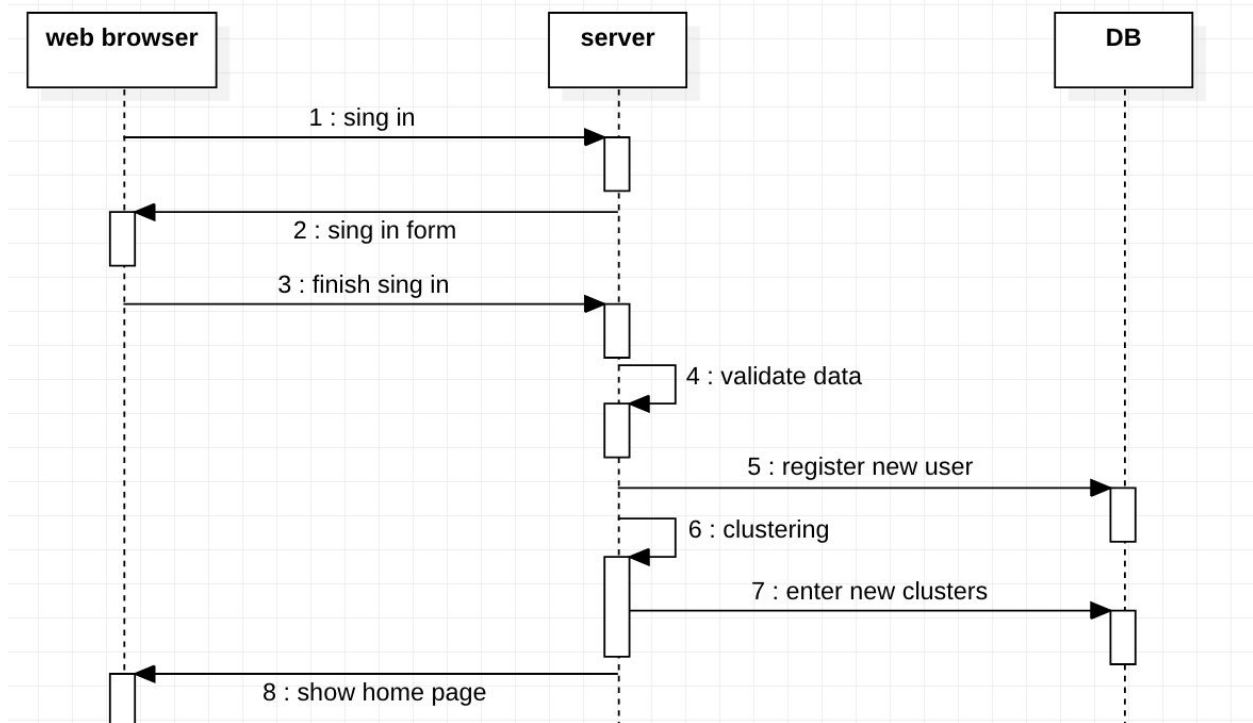 web browser
server
DB
1 : sing in
2 : sing in form
3 : finish sing in
4 : validate data
5 : register new user
6 : clustering
7 : enter new clusters
8 : show home page